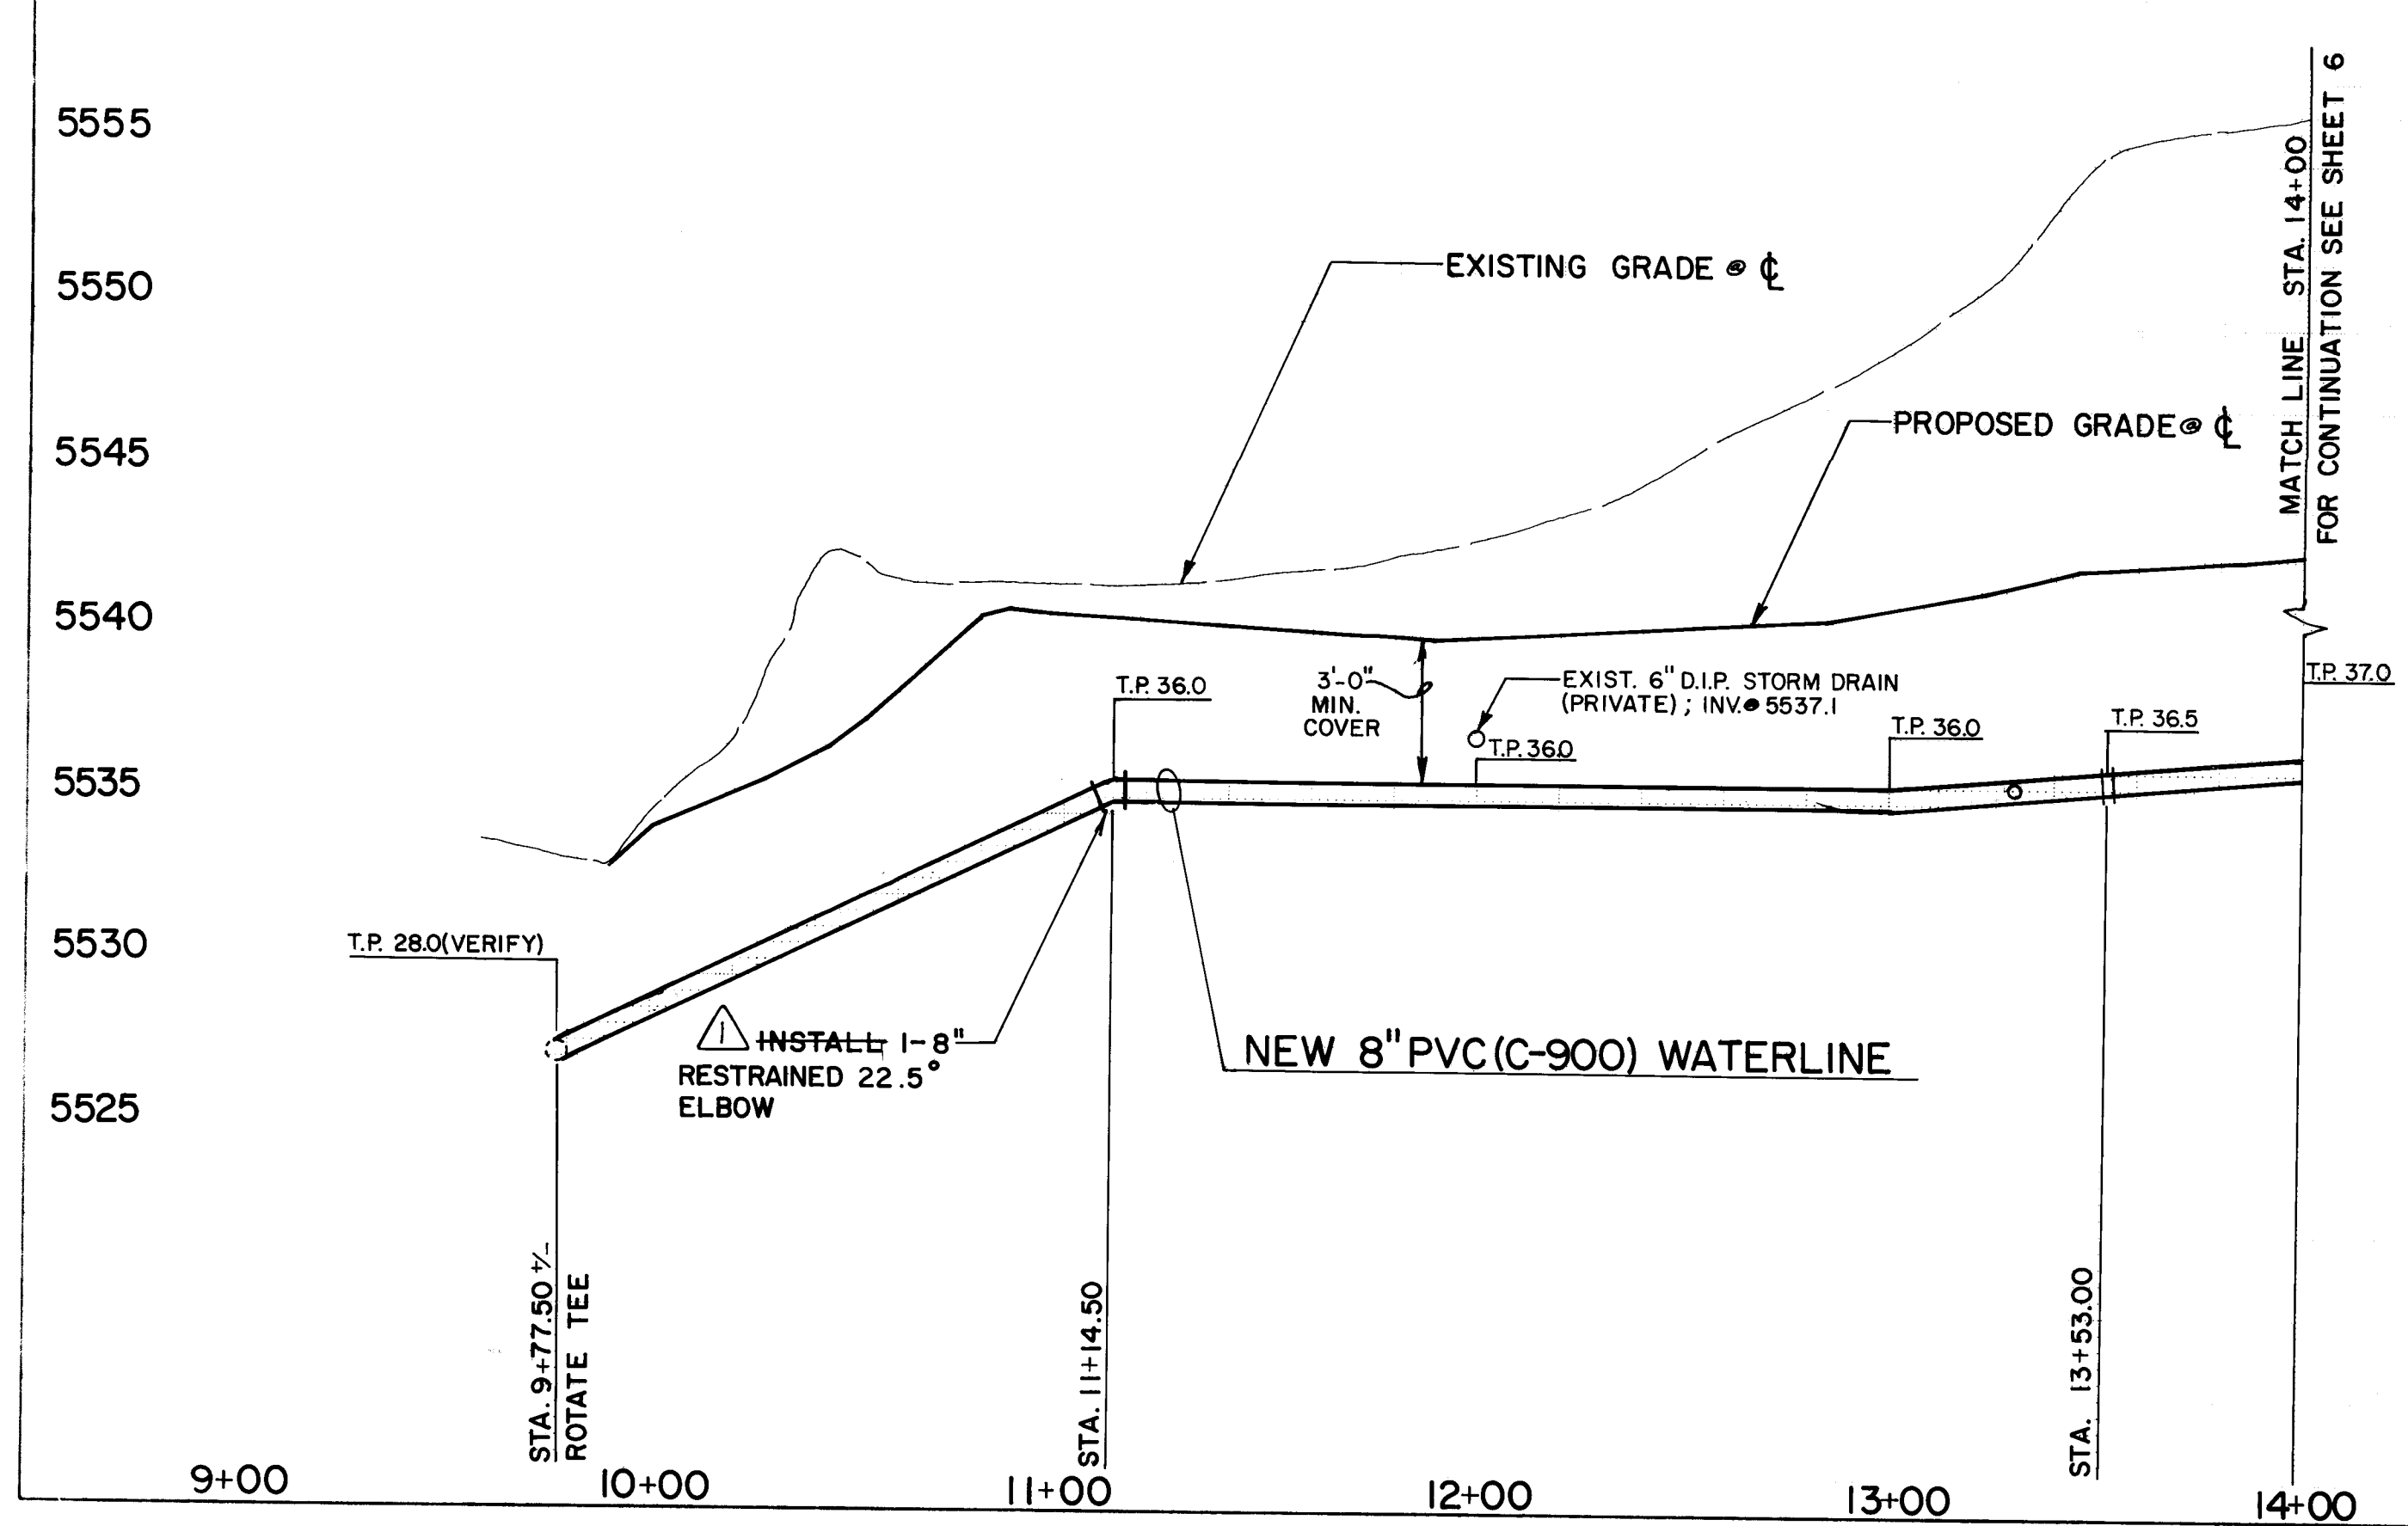 5555
5550
5545
5540
5535
5530
5525
EXISTING GRADE @ ℄
PROPOSED GRADE @ ℄
MATCH LINE STA. 14+00
FOR CONTINUATION SEE SHEET 6
T.P. 36.0
3'-0"
MIN.
COVER
EXIST. 6" D.I.P. STORM DRAIN
(PRIVATE) ; INV. @ 5537.1
T.P. 36.0
T.P. 36.0
T.P. 36.5
T.P. 37.0
T.P. 28.0 (VERIFY)
1
INSTALL 1-8"
RESTRAINED 22.5°
ELBOW
NEW 8" PVC (C-900) WATERLINE
STA. 9+77.50 +/-
ROTATE TEE
STA. 11+14.50
STA. 13+53.00
9+00
10+00
11+00
12+00
13+00
14+00